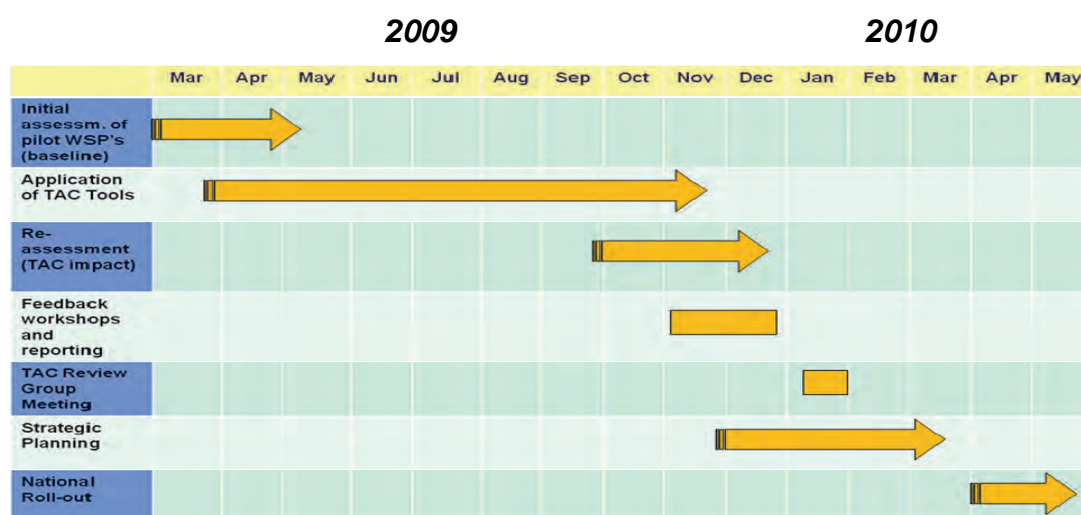 2009 2010
Mar Apr May Jun Jul Aug Sep Oct Nov Dec Jan Feb Mar Apr May
Initial
assessm. of
pilot WSP's
(baseline)
Application
of TAC Tools
Re-
assessment
(TAC impact)
Feedback
workshops
and
reporting
TAC Review
Group
Meeting
Strategic
Planning
National
Roll-out